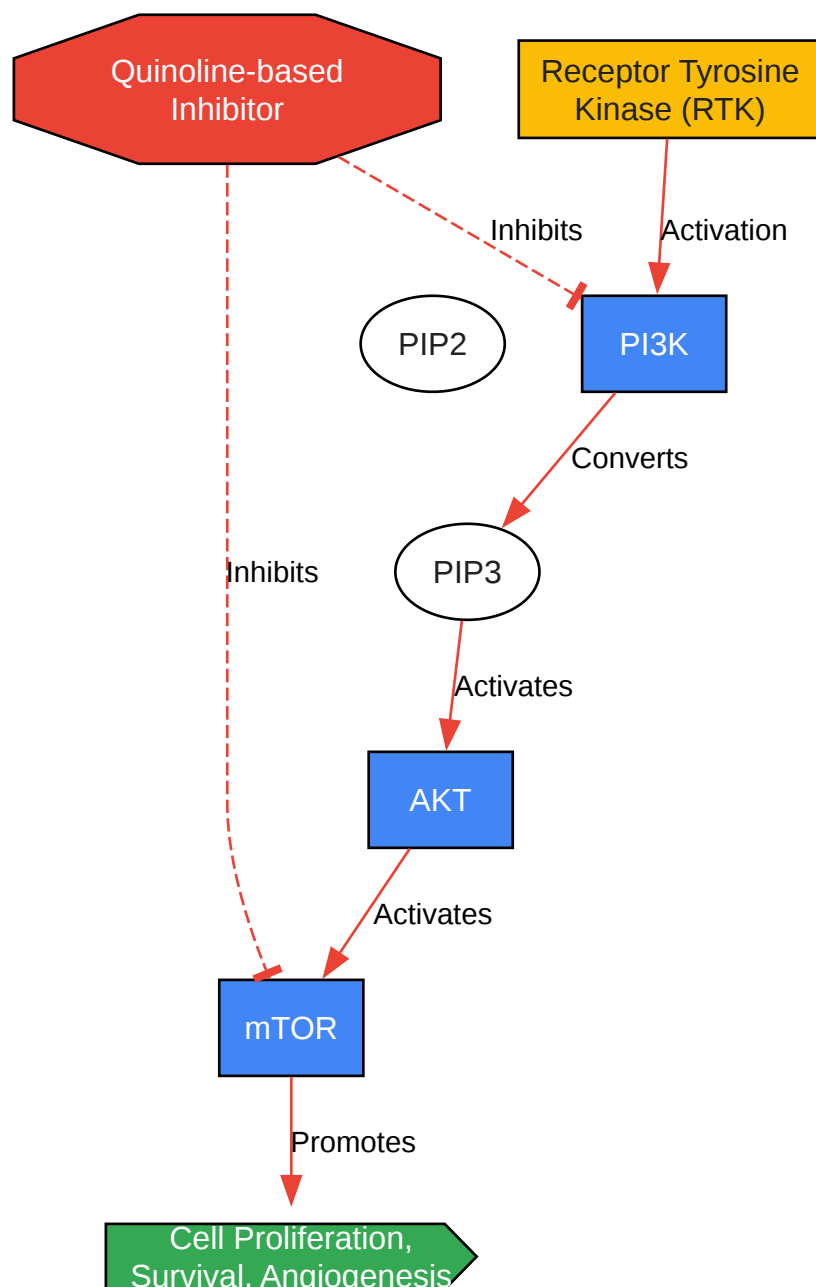 Quinoline-based
Inhibitor
Receptor Tyrosine
Kinase (RTK)
Inhibits
Activation
PIP2
PI3K
Converts
PIP3
Inhibits
Activates
AKT
Activates
mTOR
Promotes
Cell Proliferation,
Survival, Angiogenesis